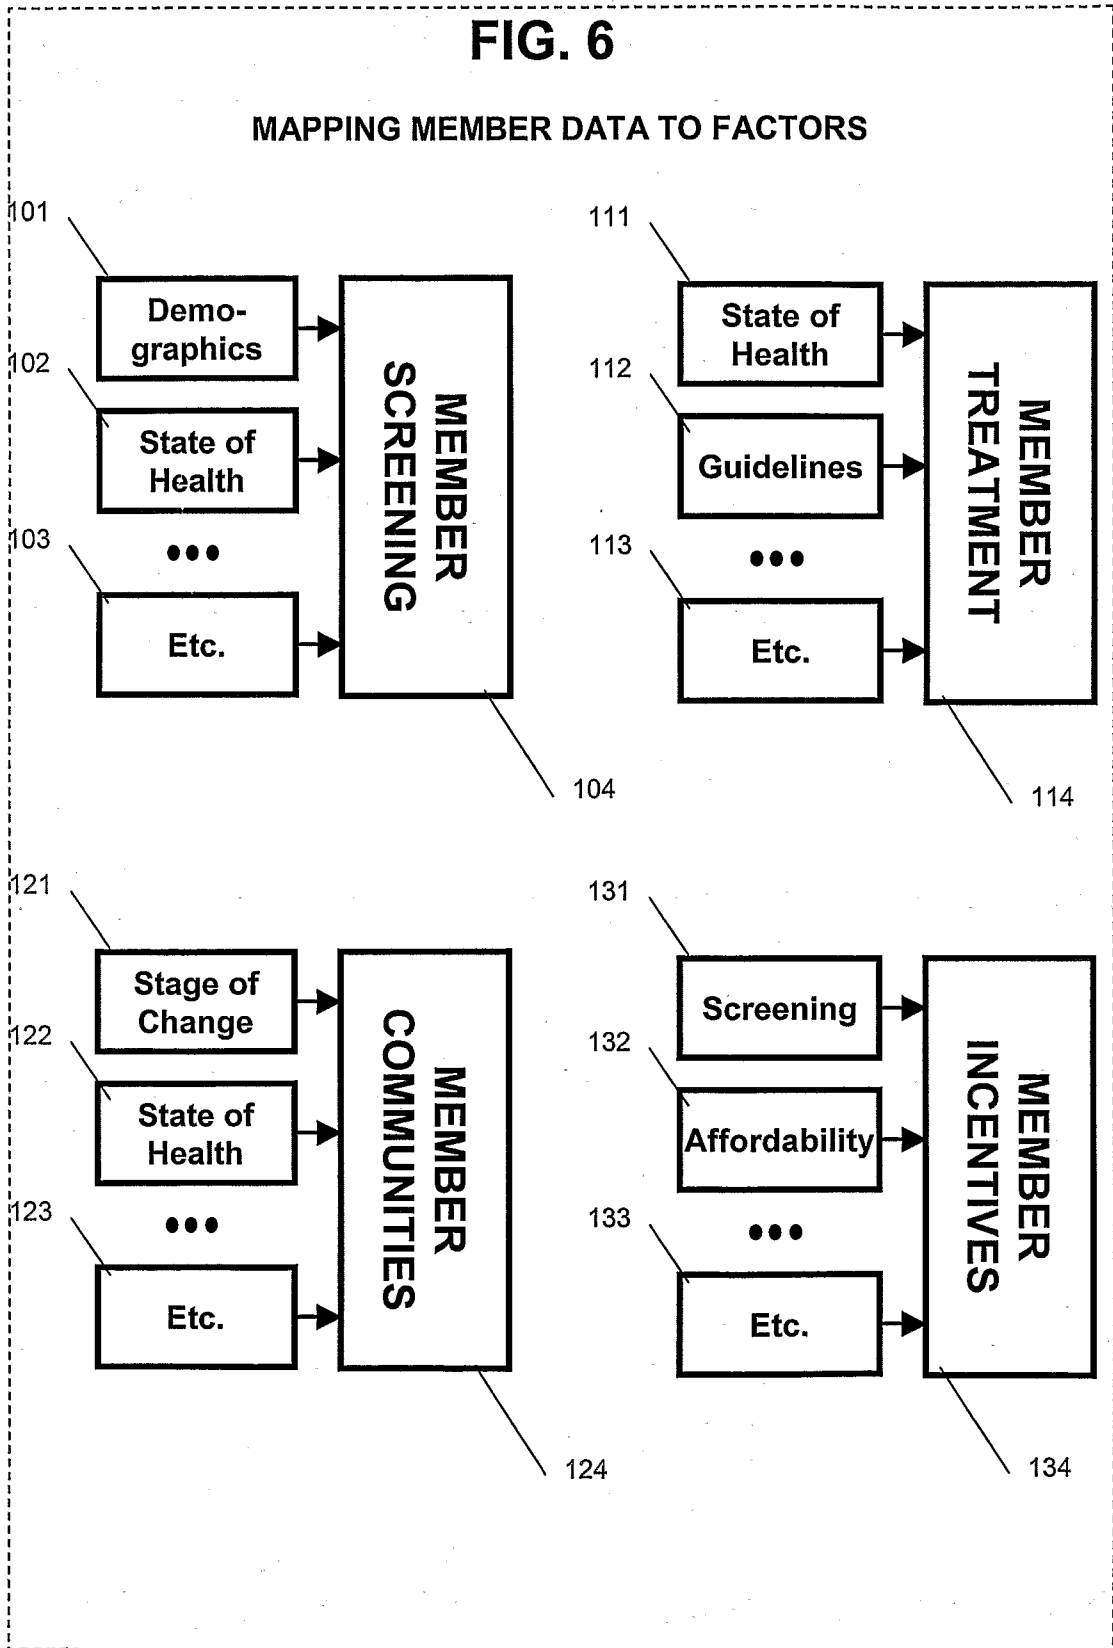 FIG. 6
MAPPING MEMBER DATA TO FACTORS
101
Demo-
graphics
102
State of
Health
103
•••
Etc.
MEMBER
SCREENING
104
111
State of
Health
112
Guidelines
113
•••
Etc.
MEMBER
TREATMENT
114
121
Stage of
Change
122
State of
Health
123
•••
Etc.
MEMBER
COMMUNITIES
124
131
Screening
132
Affordability
133
•••
Etc.
MEMBER
INCENTIVES
134